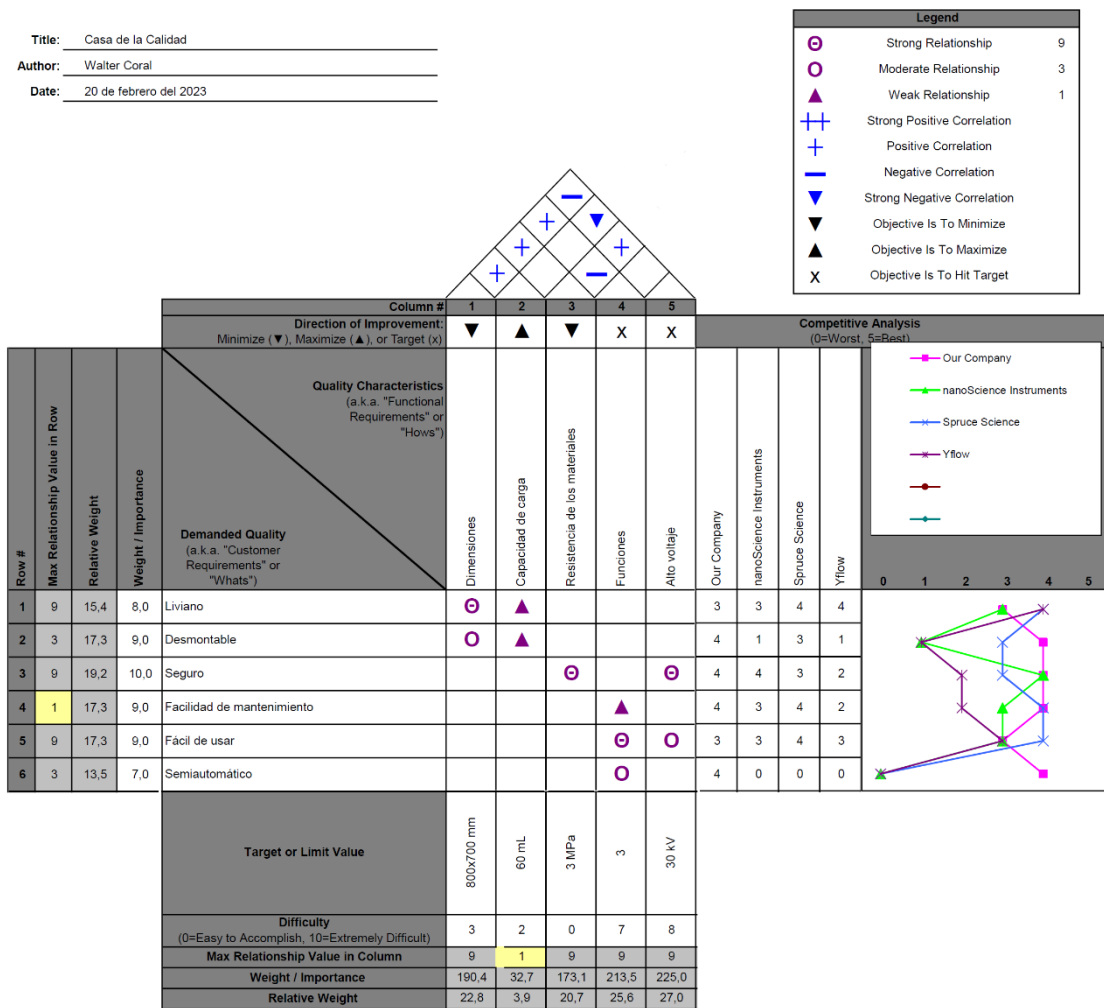 Title: Casa de la Calidad
Author: Walter Coral
Date: 20 de febrero del 2023
Legend
Strong Relationship 9
Moderate Relationship 3
Weak Relationship 1
Strong Positive Correlation
Positive Correlation
Negative Correlation
Strong Negative Correlation
Objective Is To Minimize
Objective Is To Maximize
X Objective Is To Hit Target
Column # 1 2 3 4 5
Direction of Improvement:
Minimize (▼), Maximize (▲), or Target (x)
▼ ▲ ▼ x x
Competitive Analysis
(0=Worst, 5=Best)
Our Company
nanoScience Instruments
Spruce Science
Yflow
Quality Characteristics
(a.k.a. "Functional
Requirements" or
"Hows")
Demanded Quality
(a.k.a. "Customer
Requirements" or
"Whats")
Row #
Max Relationship Value in Row
Relative Weight
Weight / Importance
Dimensiones
Capacidad de carga
Resistencia de los materiales
Funciones
Alto voltaje
Our Company
nanoScience Instruments
Spruce Science
Yflow
0 1 2 3 4 5
1 9 15,4 8,0 Liviano 3 3 4 4
2 3 17,3 9,0 Desmontable 4 1 3 1
3 9 19,2 10,0 Seguro 4 4 3 2
4 1 17,3 9,0 Facilidad de mantenimiento 4 3 4 2
5 9 17,3 9,0 Fácil de usar 3 3 4 3
6 3 13,5 7,0 Semiautomático 4 0 0 0
Target or Limit Value
800x700 mm
60 mL
3 MPa
3
30 kV
Difficulty
(0=Easy to Accomplish, 10=Extremely Difficult)
3 2 0 7 8
Max Relationship Value in Column 9 1 9 9 9
Weight / Importance 190,4 32,7 173,1 213,5 225,0
Relative Weight 22,8 3,9 20,7 25,6 27,0